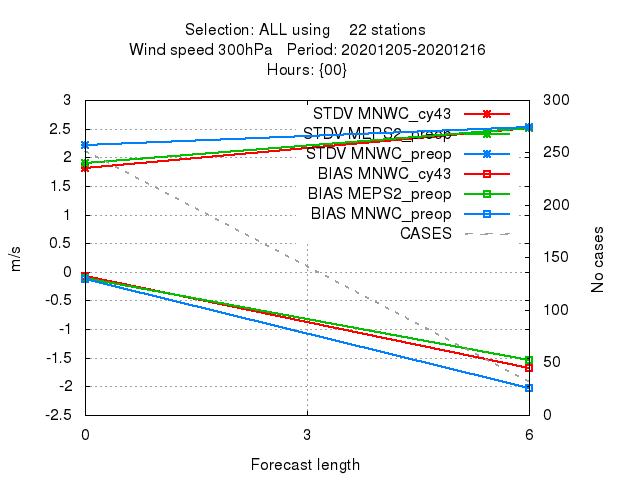 Selection: ALL using 22 stations
Wind speed 300hPa Period: 20201205-20201216
Hours: {00}
STDV MNWC_cy43
STDV MEPS2_preop
STDV MNWC_preop
BIAS MNWC_cy43
BIAS MEPS2_preop
BIAS MNWC_preop
CASES
3
2.5
2
1.5
1
0.5
0
-0.5
-1
-1.5
-2
-2.5
m/s
300
250
200
150
100
50
0
No cases
0 3 6
Forecast length